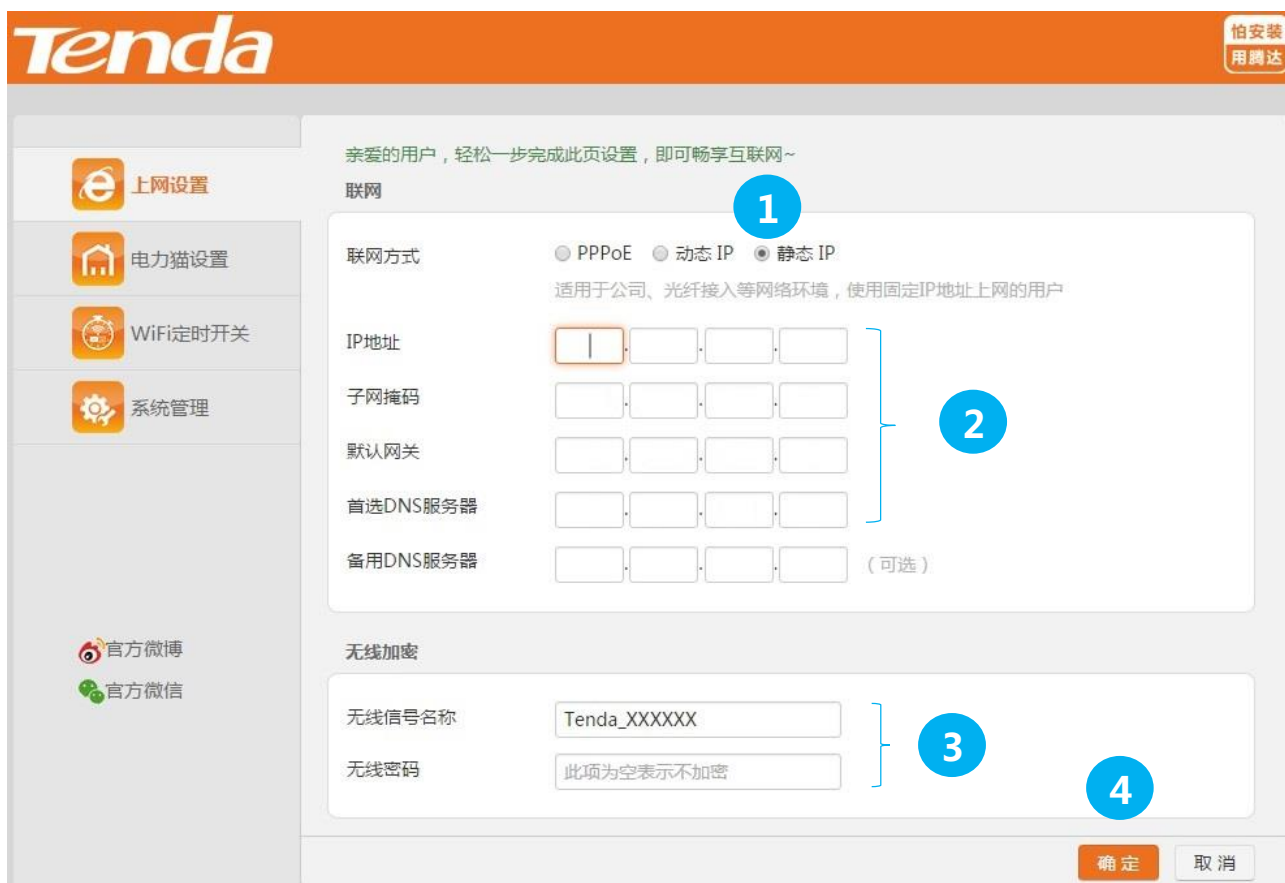 Tenda
怕安装
用腾达
亲爱的用户，轻松一步完成此页设置，即可畅享互联网~
上网设置
电力猫设置
WiFi定时开关
系统管理
官方微博
官方微信
联网
1
联网方式 PPPoE 动态 IP 静态 IP
适用于公司、光纤接入等网络环境，使用固定IP地址上网的用户
IP地址 . . .
子网掩码 . . .
2
默认网关 . . .
首选DNS服务器 . . .
备用DNS服务器 . . . （可选）
无线加密
无线信号名称 Tenda_XXXXXX
3
无线密码 此项为空表示不加密
4
确定 取消